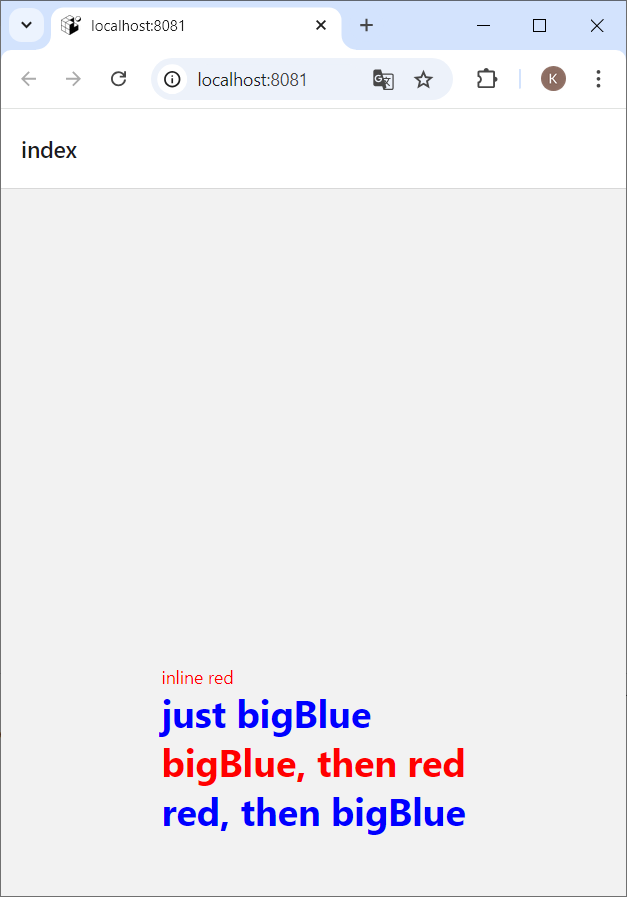 localhost:8081
localhost:8081
K
index
inline red
just bigBlue
bigBlue, then red
red, then bigBlue